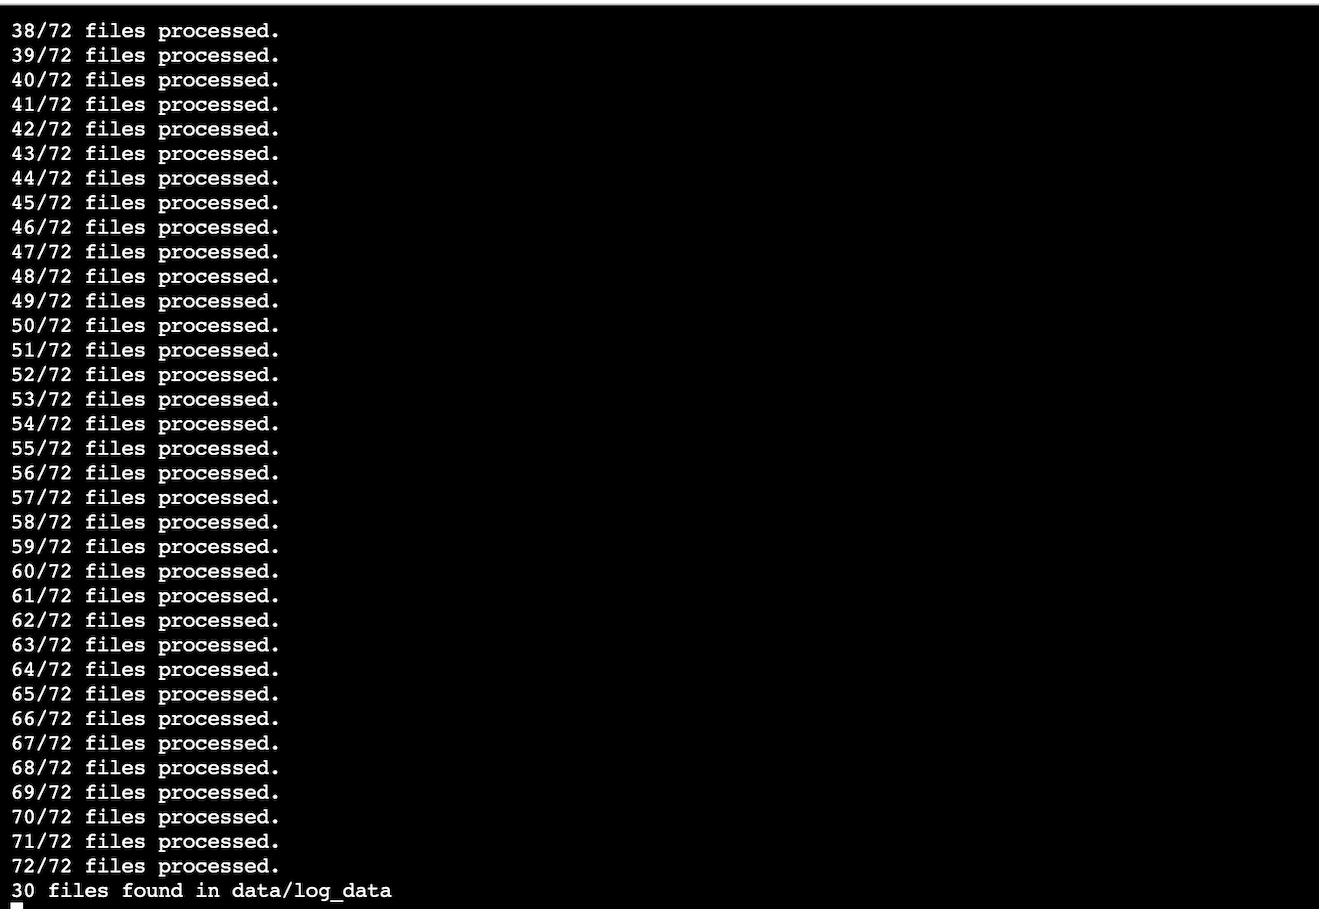 38/72 files processed.
39/72 files processed.
40/72 files processed.
41/72 files processed.
42/72 files processed.
43/72 files processed.
44/72 files processed.
45/72 files processed.
46/72 files processed.
47/72 files processed.
48/72 files processed.
49/72 files processed.
50/72 files processed.
51/72 files processed.
52/72 files processed.
53/72 files processed.
54/72 files processed.
55/72 files processed.
56/72 files processed.
57/72 files processed.
58/72 files processed.
59/72 files processed.
60/72 files processed.
61/72 files processed.
62/72 files processed.
63/72 files processed.
64/72 files processed.
65/72 files processed.
66/72 files processed.
67/72 files processed.
68/72 files processed.
69/72 files processed.
70/72 files processed.
71/72 files processed.
72/72 files processed.
30 files found in data/log_data